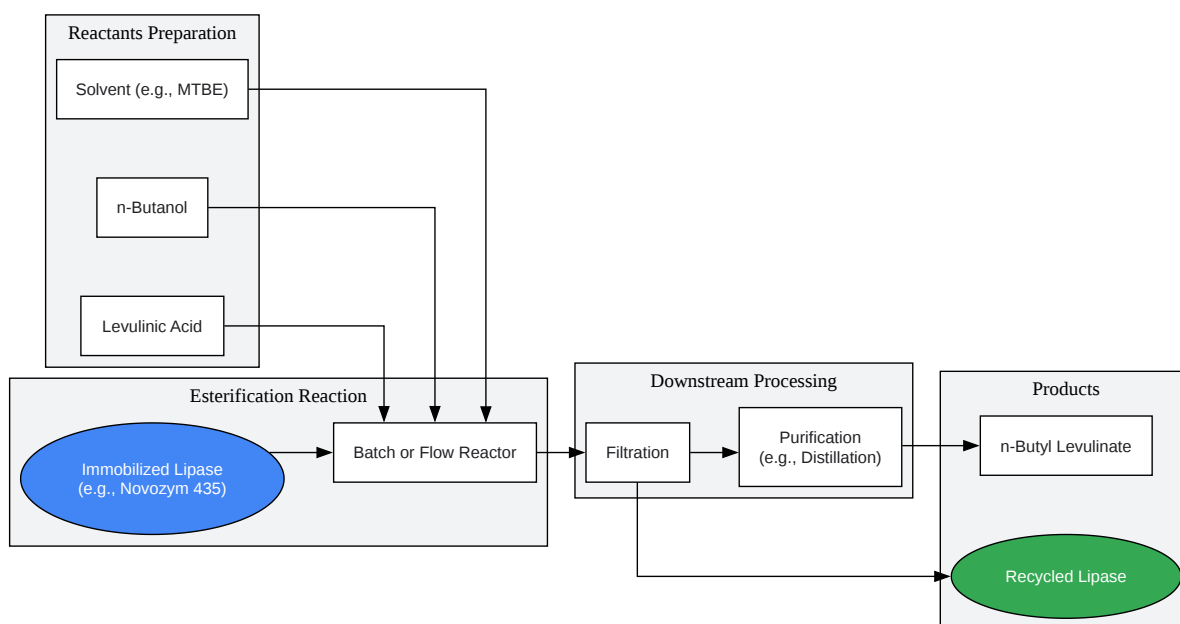 Reactants Preparation
Solvent (e.g., MTBE)
n-Butanol
Levulinic Acid
Esterification Reaction
Immobilized Lipase
(e.g., Novozym 435)
Batch or Flow Reactor
Downstream Processing
Filtration
Purification
(e.g., Distillation)
Products
n-Butyl Levulinate
Recycled Lipase